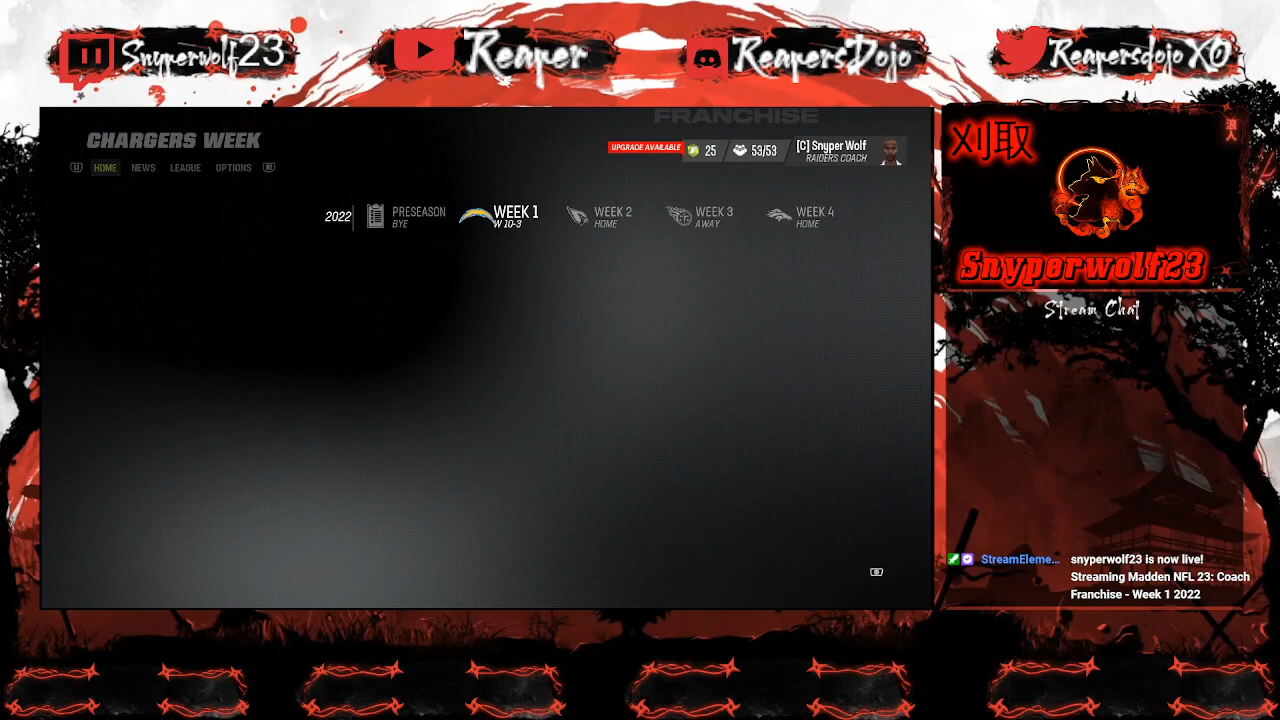 Snyperwolf23
Reaper
ReapersDojo
ReapersdojoXO
FRANCHISE
CHARGERS WEEK
UPGRADE AVAILABLE
25
53/53
[C] Snyper Wolf
RAIDERS COACH
HOME
NEWS
LEAGUE
OPTIONS
2022
PRESEASON
BYE
WEEK 1
W 10-3
WEEK 2
HOME
WEEK 3
AWAY
WEEK 4
HOME
刈取
浪人
Snyperwolf23
Stream Chat
StreamEleme... snyperwolf23 is now live!
Streaming Madden NFL 23: Coach
Franchise - Week 1 2022